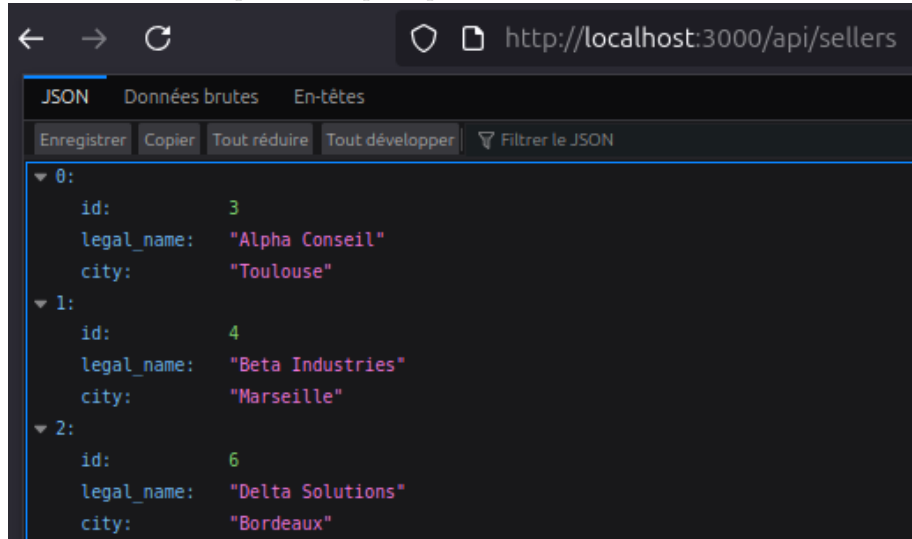 http://localhost:3000/api/sellers
JSON Données brutes En-têtes
Enregistrer Copier Tout réduire Tout développer Filtrer le JSON
0:
id: 3
legal_name: "Alpha Conseil"
city: "Toulouse"
1:
id: 4
legal_name: "Beta Industries"
city: "Marseille"
2:
id: 6
legal_name: "Delta Solutions"
city: "Bordeaux"